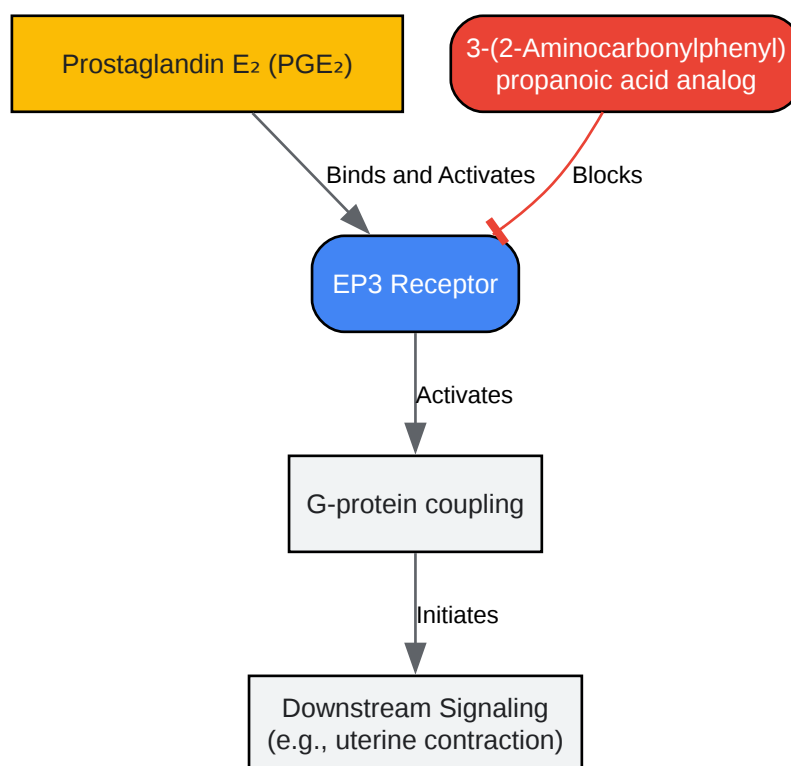 Prostaglandin E₂ (PGE₂)
3-(2-Aminocarbonylphenyl)
propanoic acid analog
Binds and Activates
Blocks
EP3 Receptor
Activates
G-protein coupling
Initiates
Downstream Signaling
(e.g., uterine contraction)